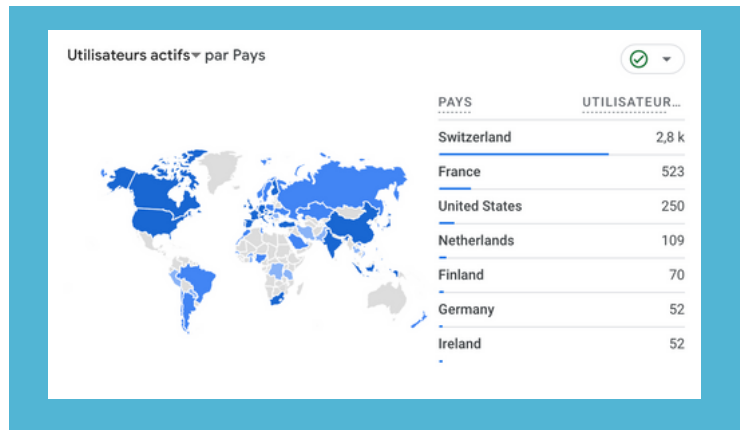 Utilisateurs actifs par Pays
PAYS UTILISATEUR...
Switzerland 2,8 k
France 523
United States 250
Netherlands 109
Finland 70
Germany 52
Ireland 52